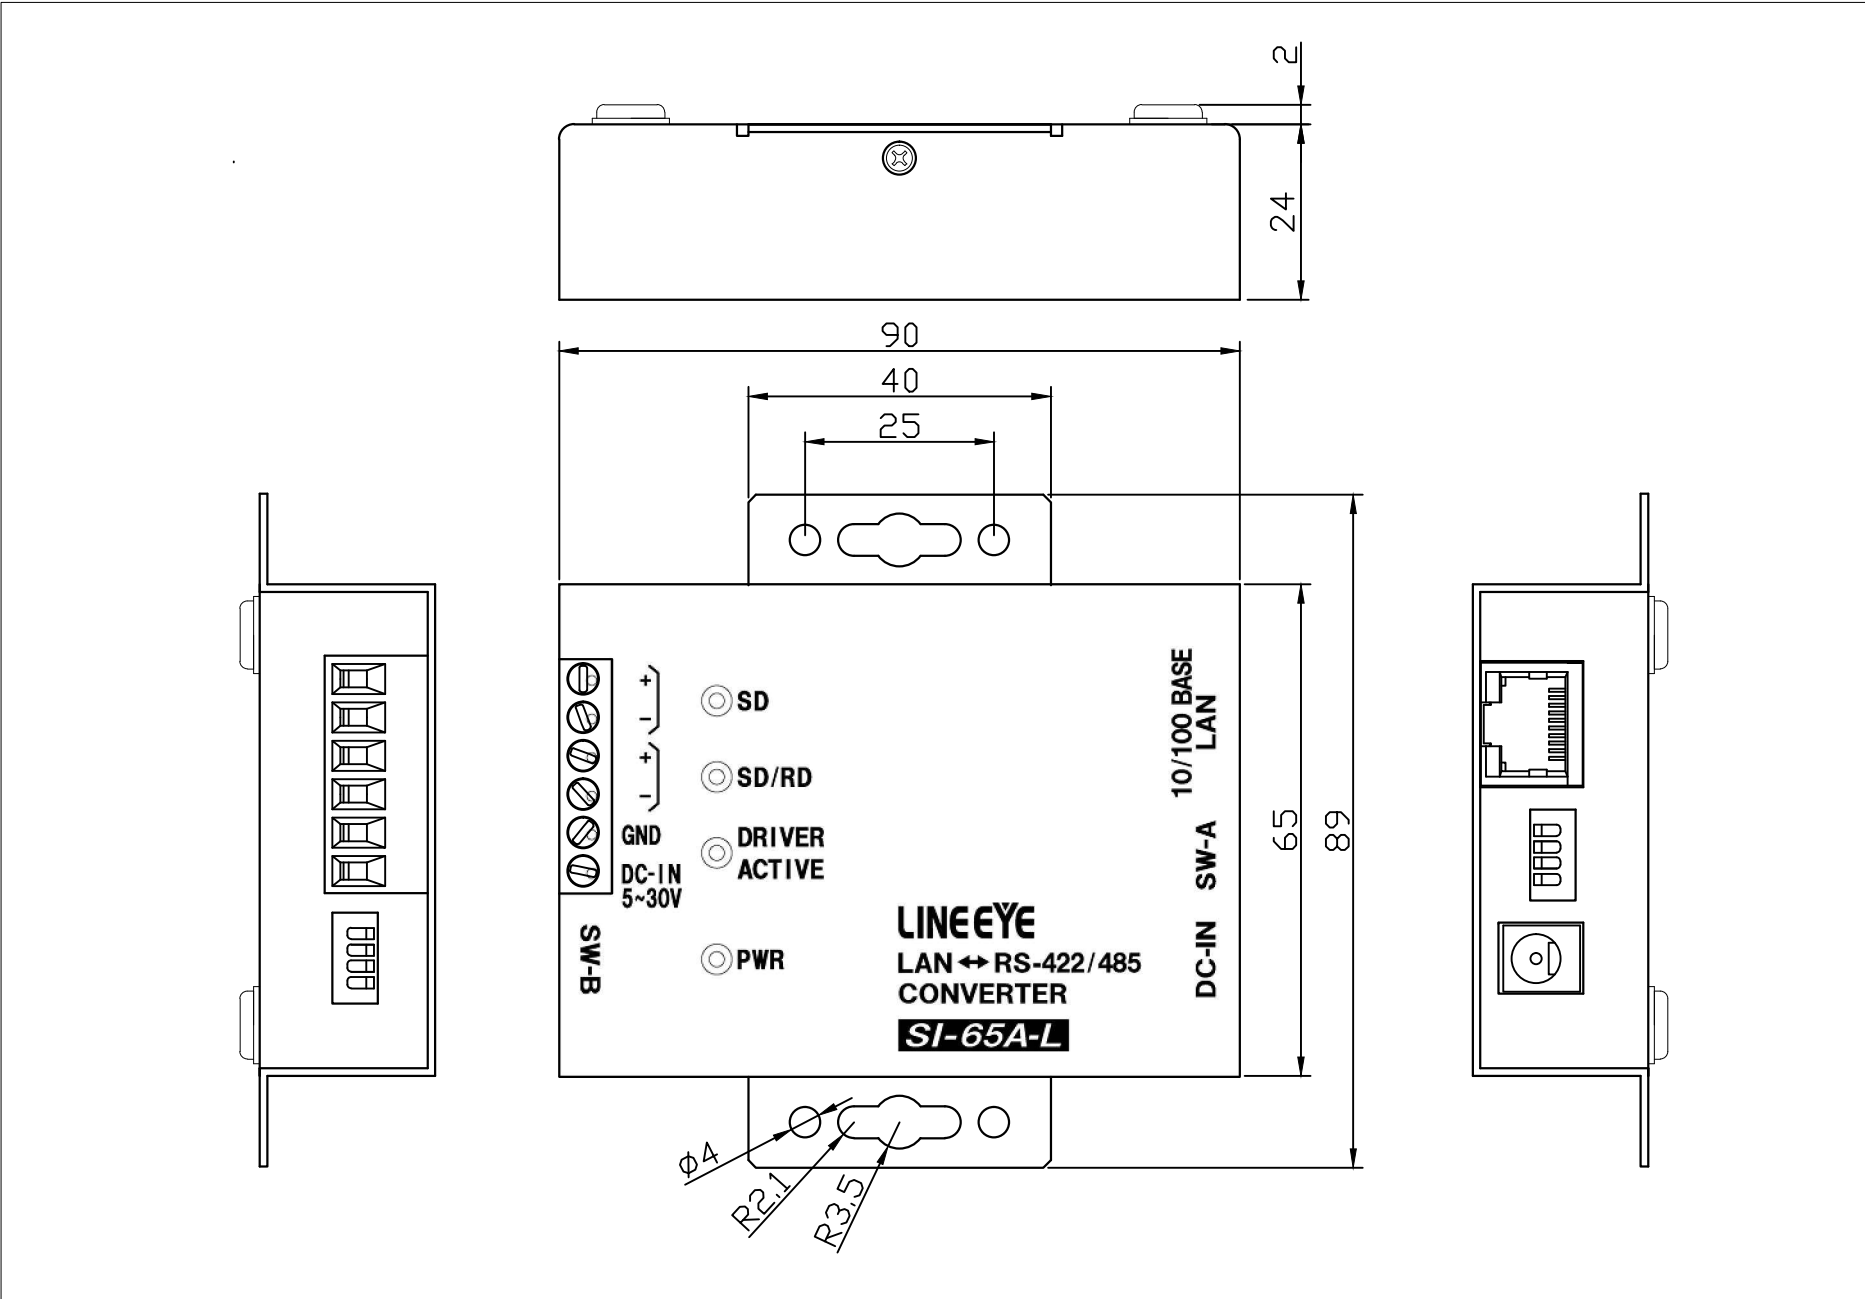 2
24
90
40
25
+
−
+
−
GND
DC-IN
5~30V
SW-B
SD
SD/RD
DRIVER
ACTIVE
PWR
10/100 BASE
LAN
SW-A
DC-IN
LINEEYE
LAN↔RS-422/485
CONVERTER
SI-65A-L
65
89
ø4
R2.1
R3.5